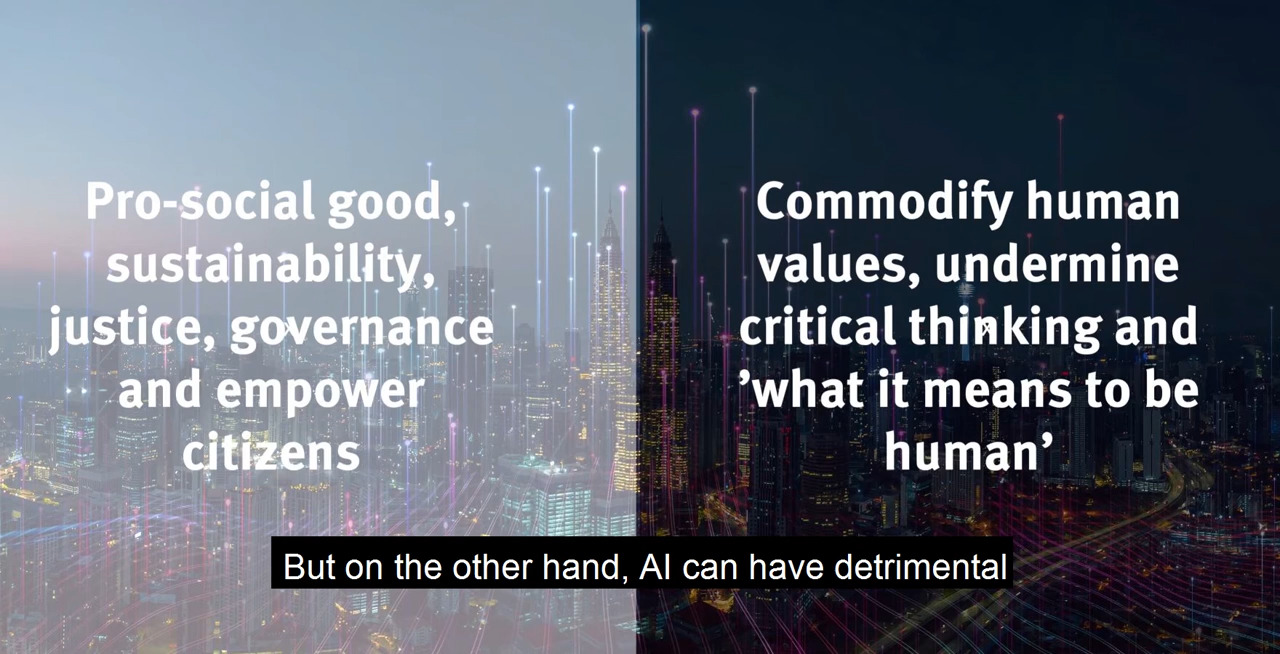 Pro-social good,
sustainability,
justice, governance
and empower
citizens
Commodify human
values, undermine
critical thinking and
’what it means to be
human’
But on the other hand, AI can have detrimental